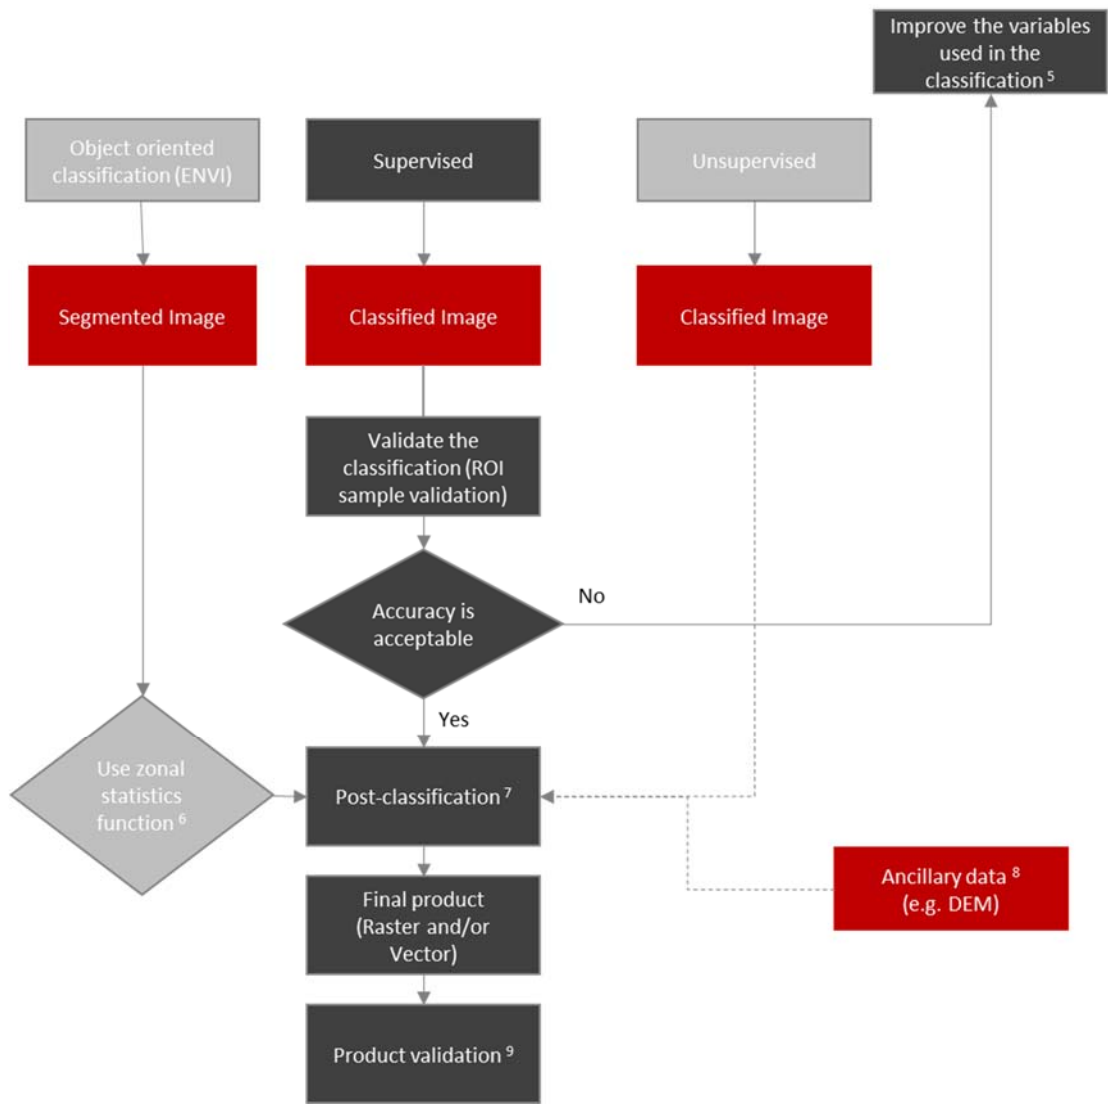 Improve the variables
used in the
classification 5
Object oriented
classification (ENVI)
Supervised
Unsupervised
Segmented Image
Classified Image
Classified Image
Validate the
classification (ROI
sample validation)
Accuracy is
acceptable
No
Yes
Use zonal
statistics
function 6
Post-classification 7
Ancillary data 8
(e.g. DEM)
Final product
(Raster and/or
Vector)
Product validation 9